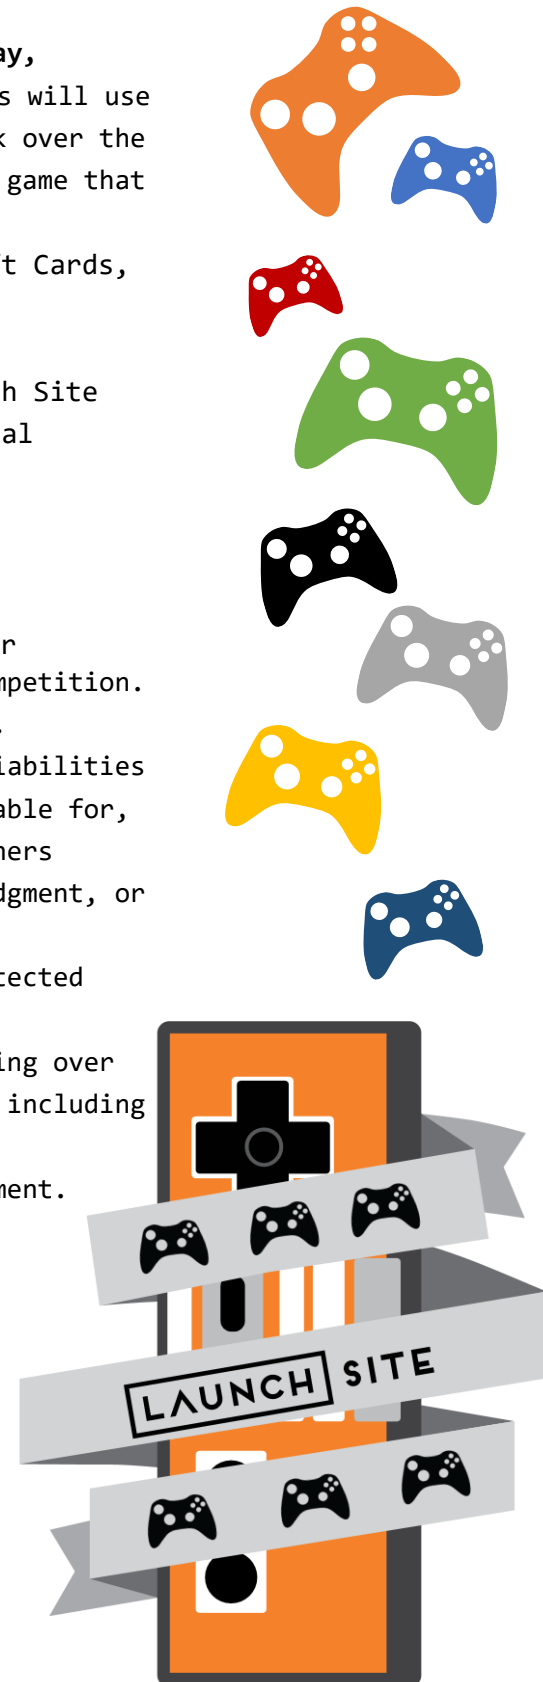 ay,
s will use
k over the
game that
t Cards,
h Site
al
r
mpetition.
.
iabilities
able for,
ners
dgment, or
tected
ing over
including
ment.
LAUNCH SITE